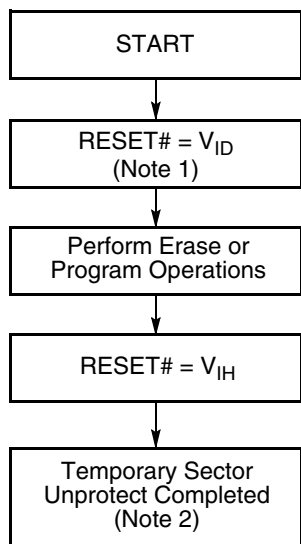 START
RESET# = VID
(Note 1)
Perform Erase or
Program Operations
RESET# = VIH
Temporary Sector
Unprotect Completed
(Note 2)